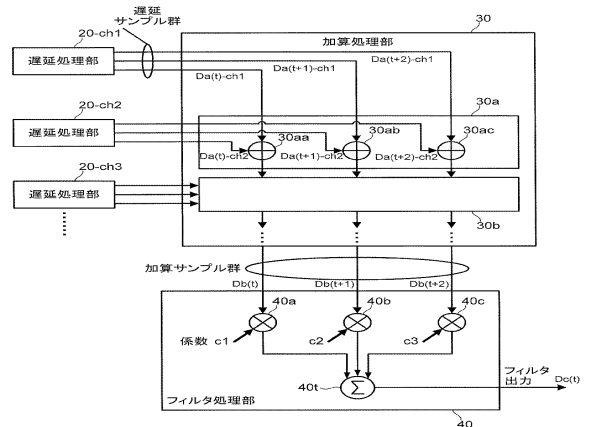 遅延
サンプル群
20-ch1
遅延処理部
30
加算処理部
Da(t)-ch1
Da(t+1)-ch1
Da(t+2)-ch1
30a
20-ch2
遅延処理部
30aa
30ab
30ac
Da(t)-ch2
Da(t+1)-ch2
Da(t+2)-ch2
20-ch3
遅延処理部
30b
加算サンプル群
Db(t)
Db(t+1)
Db(t+2)
40a
40b
40c
係数 c1
c2
c3
40t
Σ
フィルタ
出力
Dc(t)
フィルタ処理部
40